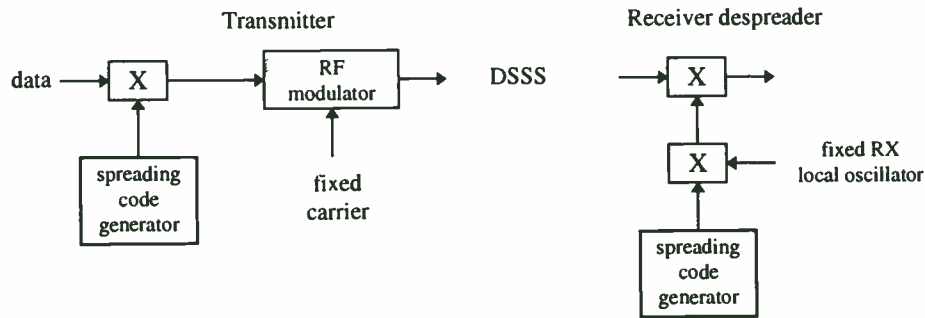 Transmitter
data
X
RF
modulator
spreading
code
generator
fixed
carrier
DSSS
Receiver despreader
X
X
fixed RX
local oscillator
spreading
code
generator